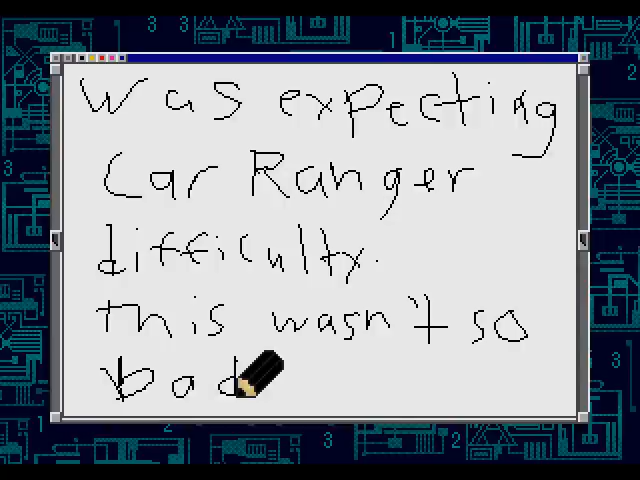 Was expecting
Car Ranger
difficulty.
this wasn't so
bad